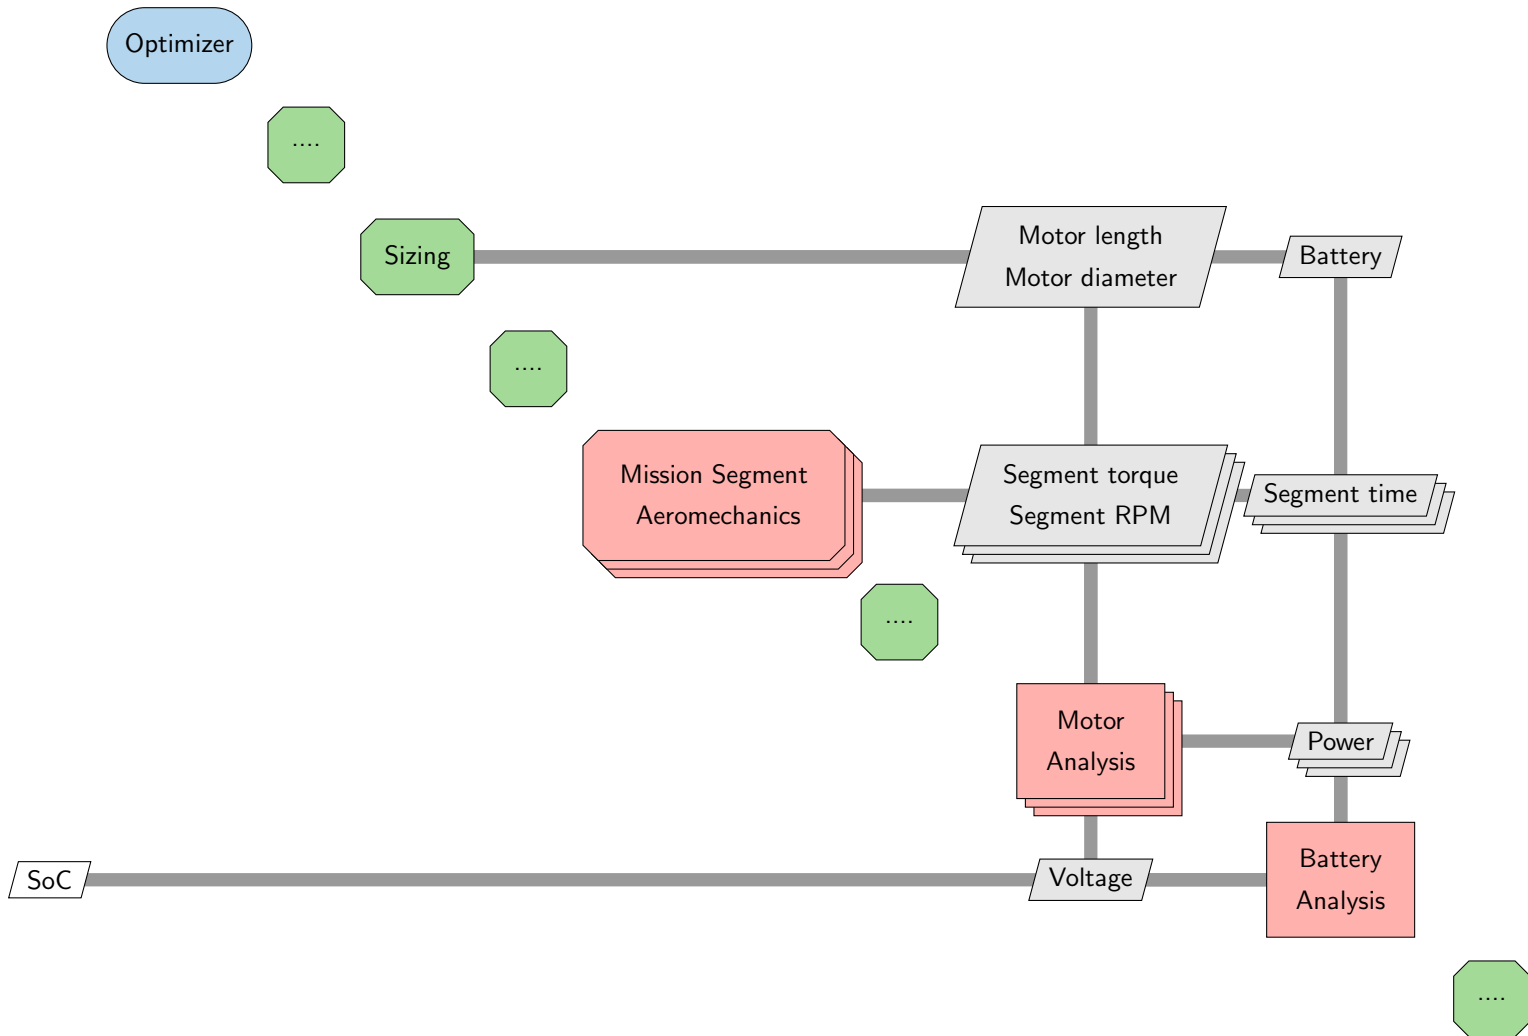 Optimizer
....
Motor length
Motor diameter
Sizing
Battery
....
Mission Segment
Aeromechanics
Segment torque
Segment RPM
Segment time
....
Motor
Analysis
Power
SoC
Voltage
Battery
Analysis
....